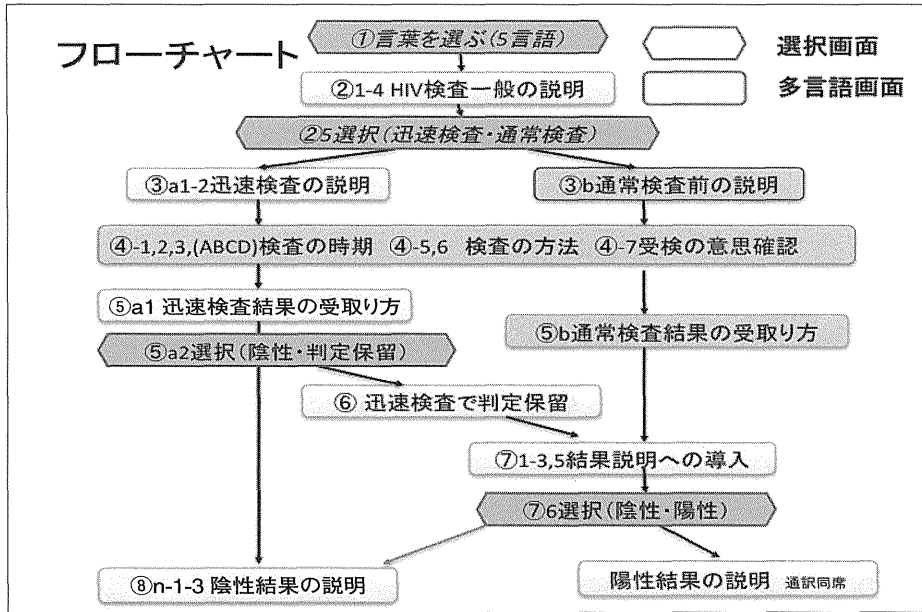 フローチャート
①言葉を選ぶ(5言語)
選択画面
多言語画面
②1-4 HIV検査一般の説明
②5選択(迅速検査・通常検査)
③a1-2迅速検査の説明
③b通常検査前の説明
④-1,2,3,(ABCD)検査の時期 ④-5,6 検査の方法 ④-7受検の意思確認
⑤a1 迅速検査結果の受取り方
⑤b通常検査結果の受取り方
⑤a2選択(陰性・判定保留)
⑥ 迅速検査で判定保留
⑦1-3,5結果説明への導入
⑦6選択(陰性・陽性)
⑧n-1-3 陰性結果の説明
陽性結果の説明 通訳同席